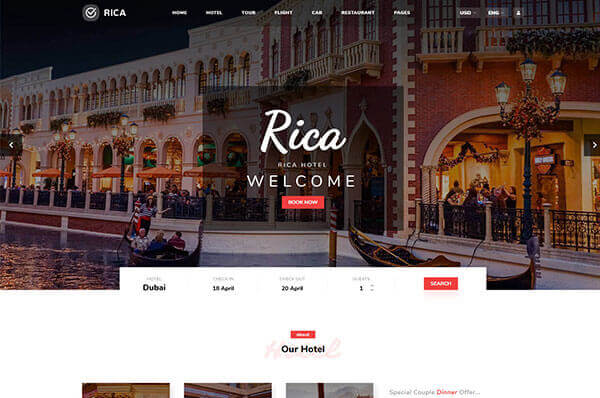 RICA
HOME HOTEL TOUR FLIGHT CAR RESTAURANT PAGES
USD ENG
Rica
RICA HOTEL
WELCOME
BOOK NOW
HOTEL CHECK IN CHECK OUT GUESTS
Dubai 18 April 20 April 1
SEARCH
About
Our Hotel
Special Couple Dinner Offer...